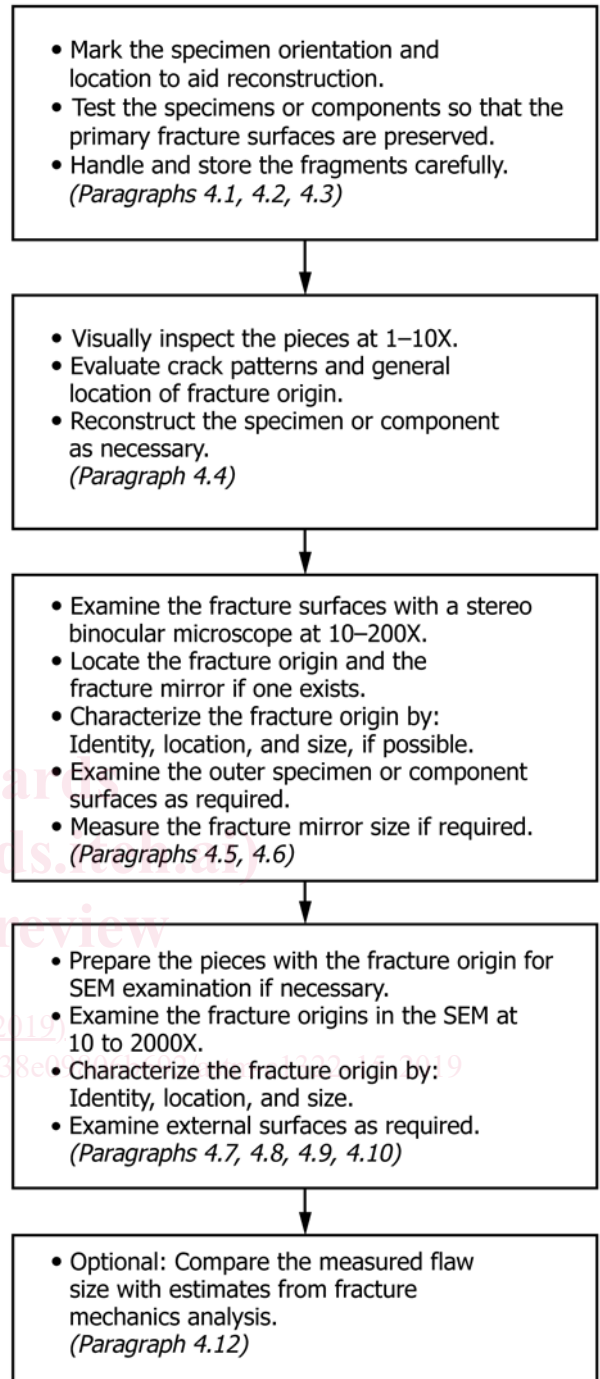 • Mark the specimen orientation and
location to aid reconstruction.
• Test the specimens or components so that the
primary fracture surfaces are preserved.
• Handle and store the fragments carefully.
(Paragraphs 4.1, 4.2, 4.3)
• Visually inspect the pieces at 1–10X.
• Evaluate crack patterns and general
location of fracture origin.
• Reconstruct the specimen or component
as necessary.
(Paragraph 4.4)
• Examine the fracture surfaces with a stereo
binocular microscope at 10–200X.
• Locate the fracture origin and the
fracture mirror if one exists.
• Characterize the fracture origin by:
Identity, location, and size, if possible.
• Examine the outer specimen or component
surfaces as required.
• Measure the fracture mirror size if required.
(Paragraphs 4.5, 4.6)
• Prepare the pieces with the fracture origin for
SEM examination if necessary.
• Examine the fracture origins in the SEM at
10 to 2000X.
• Characterize the fracture origin by:
Identity, location, and size.
• Examine external surfaces as required.
(Paragraphs 4.7, 4.8, 4.9, 4.10)
• Optional: Compare the measured flaw
size with estimates from fracture
mechanics analysis.
(Paragraph 4.12)